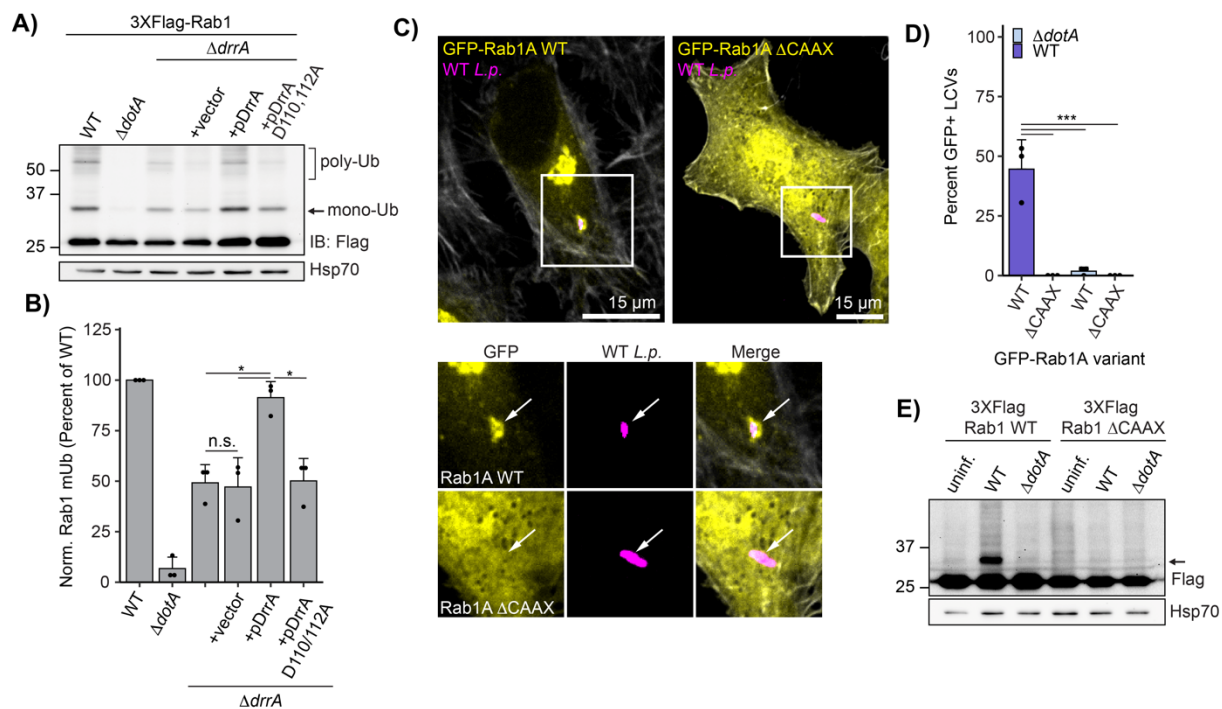 A)
3XFlag-Rab1
ΔdrrA
WT
ΔdotA
+vector
+pDrrA
+pDrrA
D110,112A
50
37
25
poly-Ub
mono-Ub
IB: Flag
Hsp70
B)
Norm. Rab1 mUb (Percent of WT)
125
100
75
50
25
0
n.s.
*
*
WT
ΔdotA
+vector
+pDrrA
+pDrrA
D110/112A
ΔdrrA
C)
GFP-Rab1A WT
WT L.p.
15 µm
GFP-Rab1A ΔCAAX
WT L.p.
15 µm
GFP
WT L.p.
Merge
Rab1A WT
Rab1A ΔCAAX
D)
ΔdotA
WT
Percent GFP+ LCVs
100
75
50
25
0
***
WT
ΔCAAX
WT
ΔCAAX
GFP-Rab1A variant
E)
3XFlag
Rab1 WT
3XFlag
Rab1 ΔCAAX
uninf.
WT
ΔdotA
uninf.
WT
ΔdotA
37
25
Flag
Hsp70